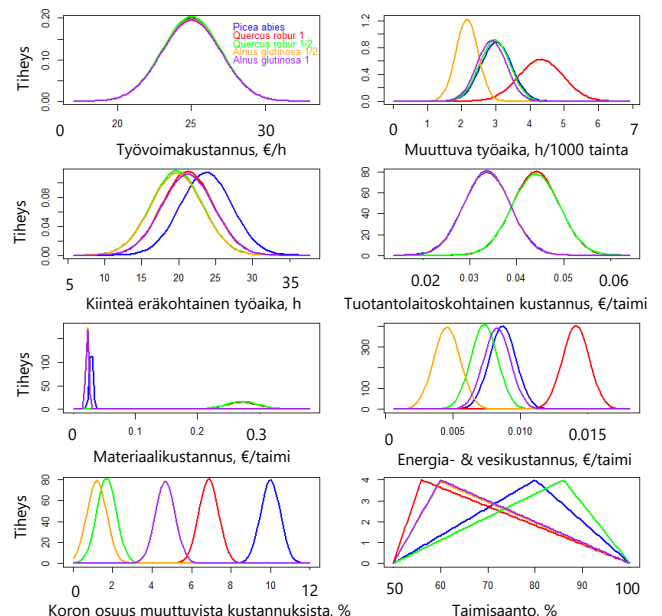 Tiheys
0.00 0.10 0.20
Picea abies
Quercus robur 1
Quercus robur 1/2
Alnus glutinosa 1/2
Alnus glutinosa 1
0 20 25 30
Työvoimakustannus, €/h
0.0 0.4 0.8 1.2
0 1 2 3 4 5 6 7
Muuttuva työaika, h/1000 tainta
Tiheys
0.00 0.04 0.08
5 10 15 20 25 30 35
Kiinteä eräkohtainen työaika, h
0 20 40 60 80
0.02 0.03 0.04 0.05 0.06
Tuotantolaitoskohtainen kustannus, €/taimi
Tiheys
0 50 100
0 0.1 0.2 0.3
Materiaalikustannus, €/taimi
0 100 300
0 0.005 0.010 0.015
Energia- & vesikustannus, €/taimi
Tiheys
0 20 40 60 80
0 2 4 6 8 10 12
Koron osuus muuttuvista kustannuksista, %
0 1 2 3 4
50 60 70 80 90 100
Taimisaanto, %